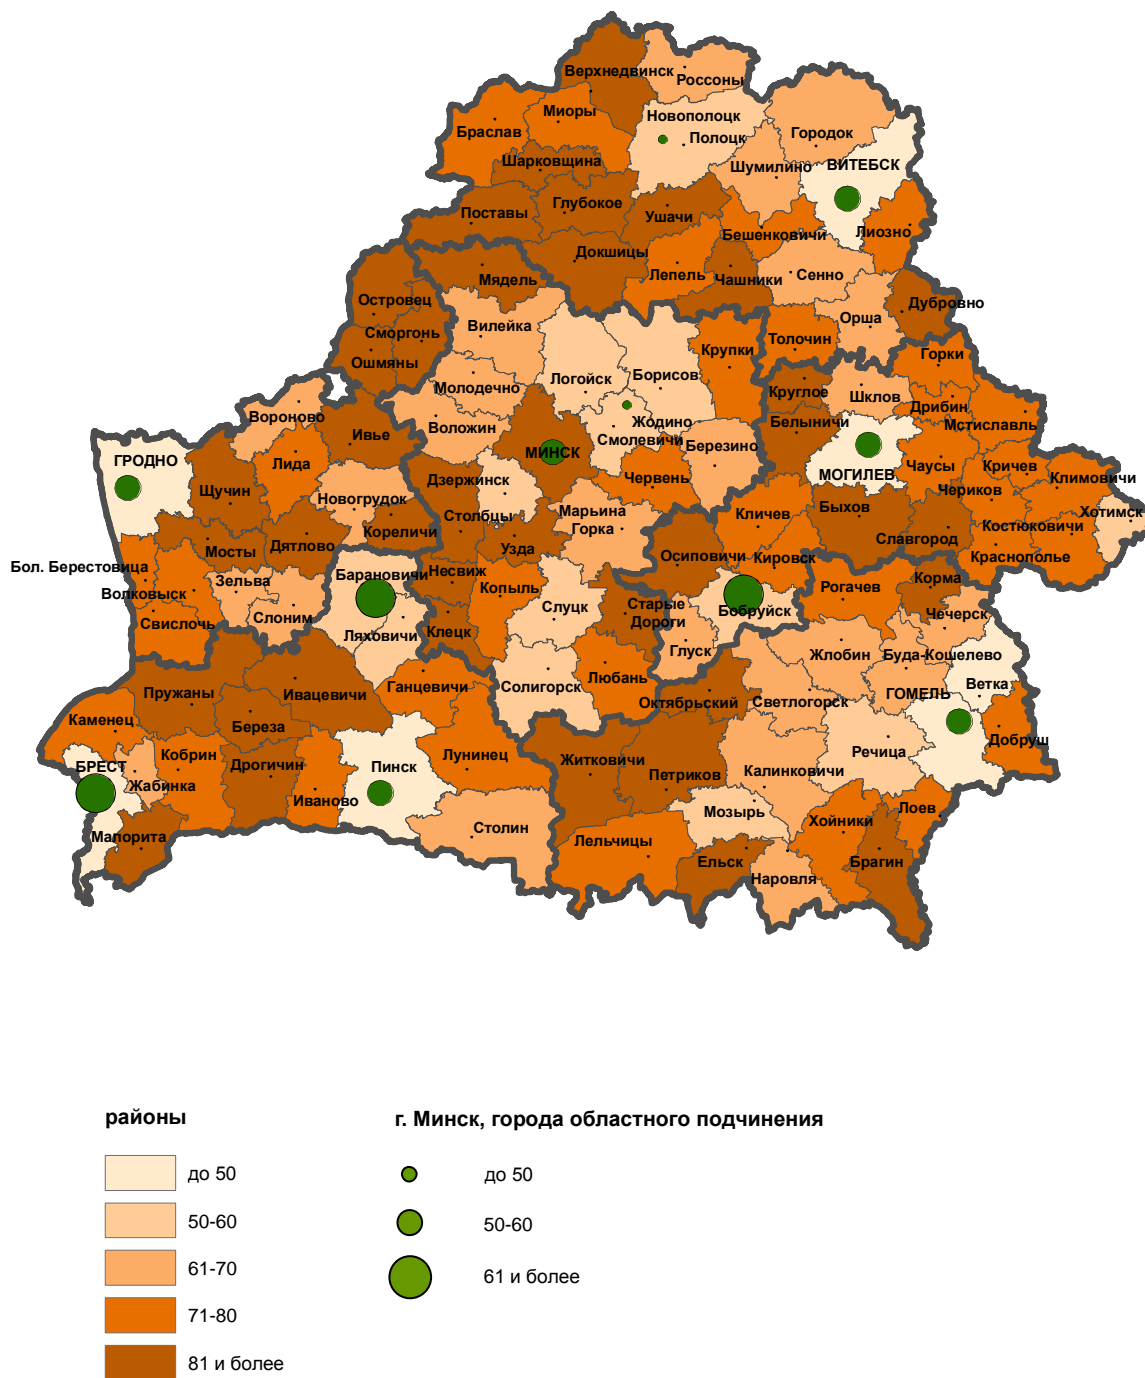 Верхнедвинск
Россоны
Миоры
Браслав
Новополоцк
Полоцк
Городок
Шарковщина
Шумилино
ВИТЕБСК
Поставы
Глубокое
Ушачи
Бешенковичи
Лиозно
Докшицы
Мядель
Лепель
Чашники
Сенно
Островец
Дубровно
Вилейка
Орша
Сморгонь
Ошмяны
Крупки
Толочин
Горки
Логойск
Борисов
Молодечно
Круглое
Шклов
Дрибин
Вороново
Воложин
Жодино
Смолевичи
Березино
Белыничи
Мстиславль
Ивье
МИНСК
ГРОДНО
Лида
МОГИЛЕВ
Чаусы
Кричев
Климовичи
Щучин
Дзержинск
Червень
Чериков
Новогрудок
Столбцы
Марьина
Горка
Кличев
Быхов
Хотимск
Кореличи
Костюковичи
Мосты
Дятлово
Узда
Осиповичи
Кировск
Славгород
Краснополье
Бол. Берестовица
Зельва
Барановичи
Несвиж
Копыль
Рогачев
Корма
Волковыск
Слоним
Слуцк
Старые
Дороги
Бобруйск
Чечерск
Свислочь
Ляховичи
Клецк
Глуск
Жлобин
Буда-Кошелево
Ветка
Пружаны
Ивацевичи
Ганцевичи
Солигорск
Любань
Октябрьский
Светлогорск
ГОМЕЛЬ
Каменец
Береза
Добруш
Кобрин
Дрогичин
Лунинец
Житковичи
Петриков
Речица
БРЕСТ
Жабинка
Иваново
Пинск
Калинковичи
Столин
Мозырь
Лоев
Малорита
Лельчицы
Хойники
Ельск
Наровля
Брагин
районы
г. Минск, города областного подчинения
до 50
до 50
50-60
50-60
61-70
61 и более
71-80
81 и более